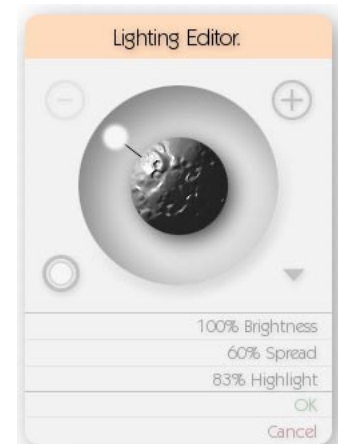 Lighting Editor.
100% Brightness
60% Spread
83% Highlight
OK
Cancel